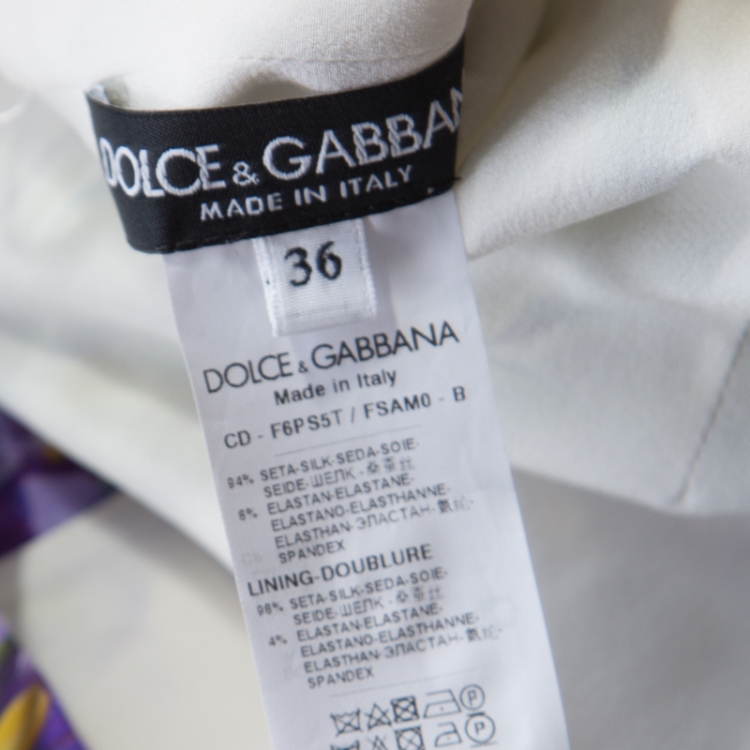 DOLCE & GABBAN
MADE IN ITALY
36
DOLCE & GABBANA
Made in Italy
CD - F6PS5T / FSAM0 - B
94% SETA-SILK-SEDA-SOIE-
SEIDE-ШЕЛК-桑蚕丝
6% ELASTAN-ELASTANE-
ELASTANO-ELASTHANNE-
ELASTHAN-ЭЛАСТАН-氨纶-
SPANDEX
LINING-DOUBLURE
96% SETA-SILK-SEDA-SOIE-
SEIDE-ШЕЛК-桑蚕丝
4% ELASTAN-ELASTANE-
ELASTANO-ELASTHANNE-
ELASTHAN-ЭЛАСТАН-氨纶-
SPANDEX
P
P